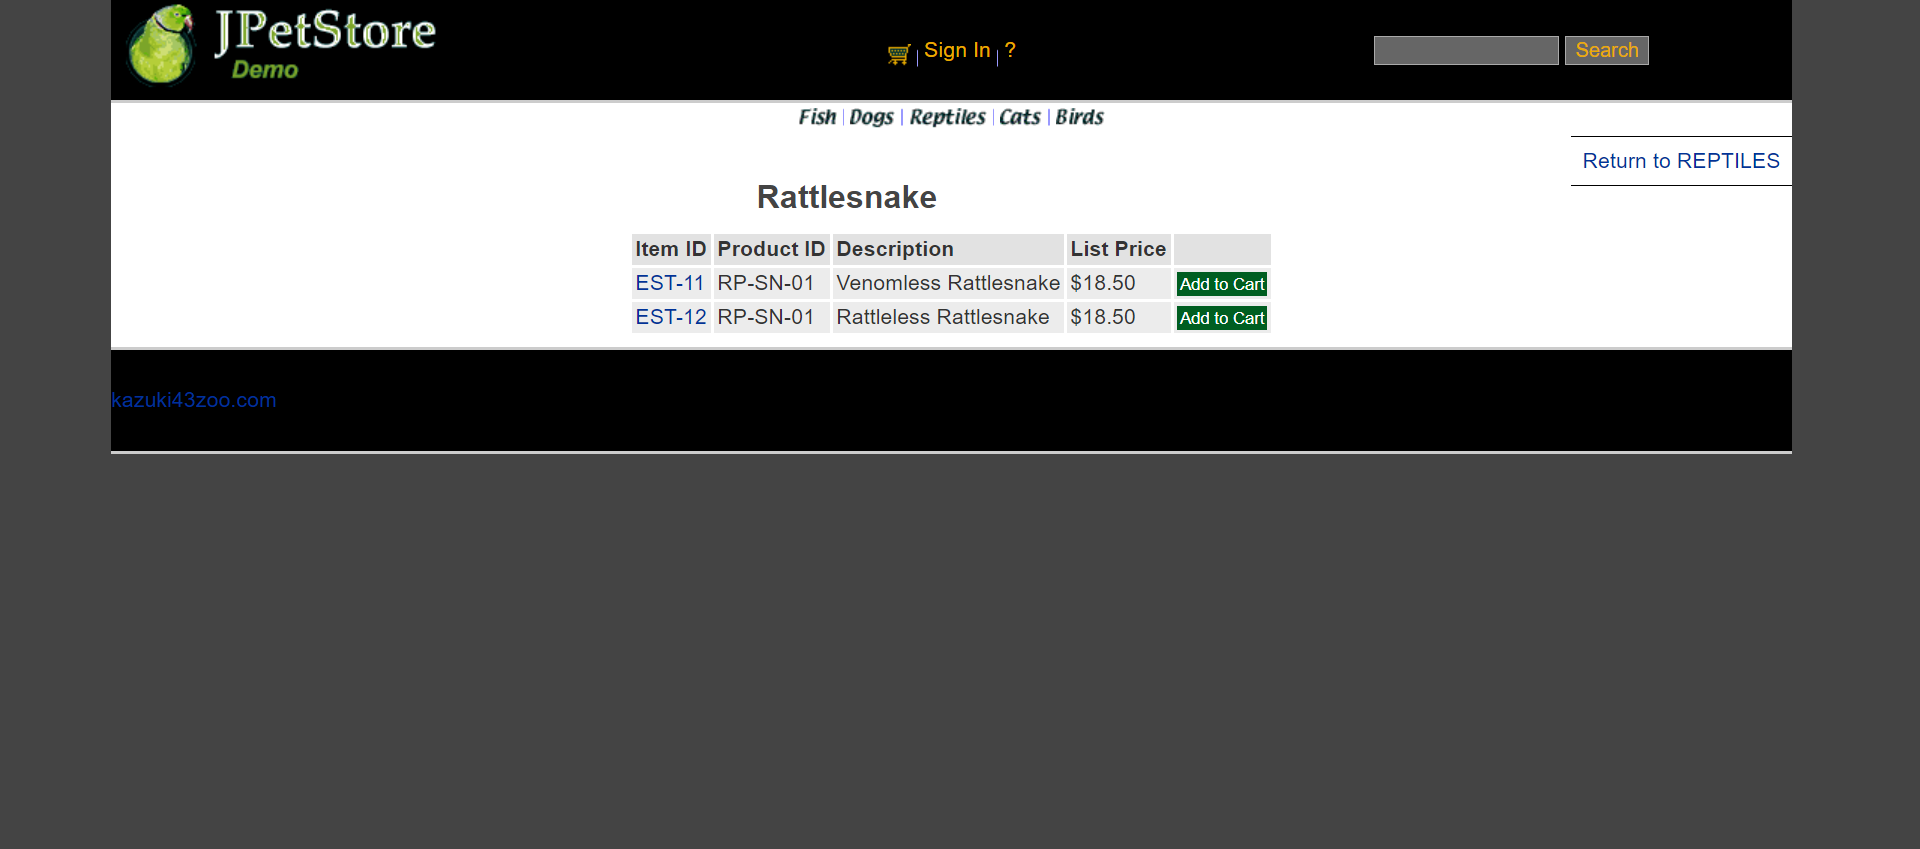 JPetStore
Demo
Sign In ?
Search
Fish Dogs Reptiles Cats Birds
Return to REPTILES
Rattlesnake
Item ID Product ID Description List Price
EST-11 RP-SN-01 Venomless Rattlesnake $18.50 Add to Cart
EST-12 RP-SN-01 Rattleless Rattlesnake $18.50 Add to Cart
kazuki43zoo.com